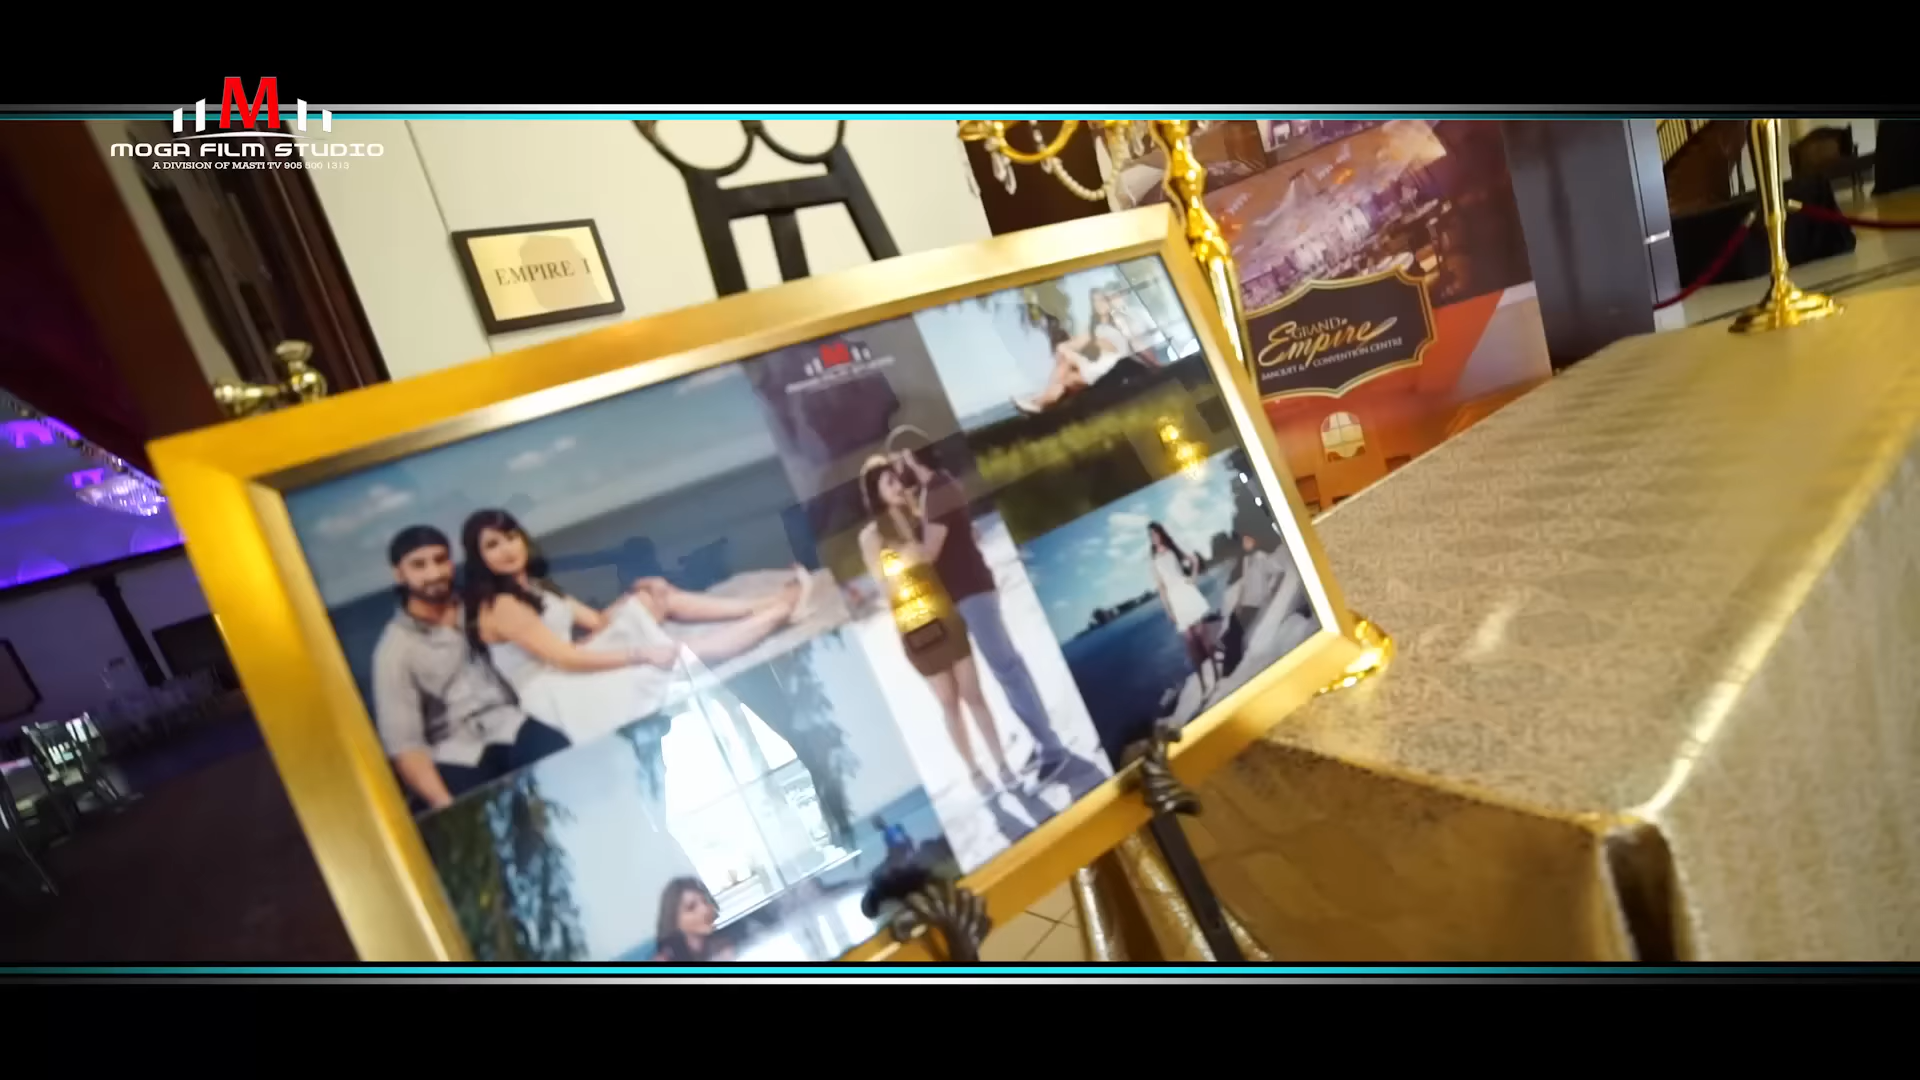 M
MOGA FILM STUDIO
A DIVISION OF MASTI TV 905 500 1313
EMPIRE I
GRAND
Empire
BANQUET & CONVENTION CENTRE